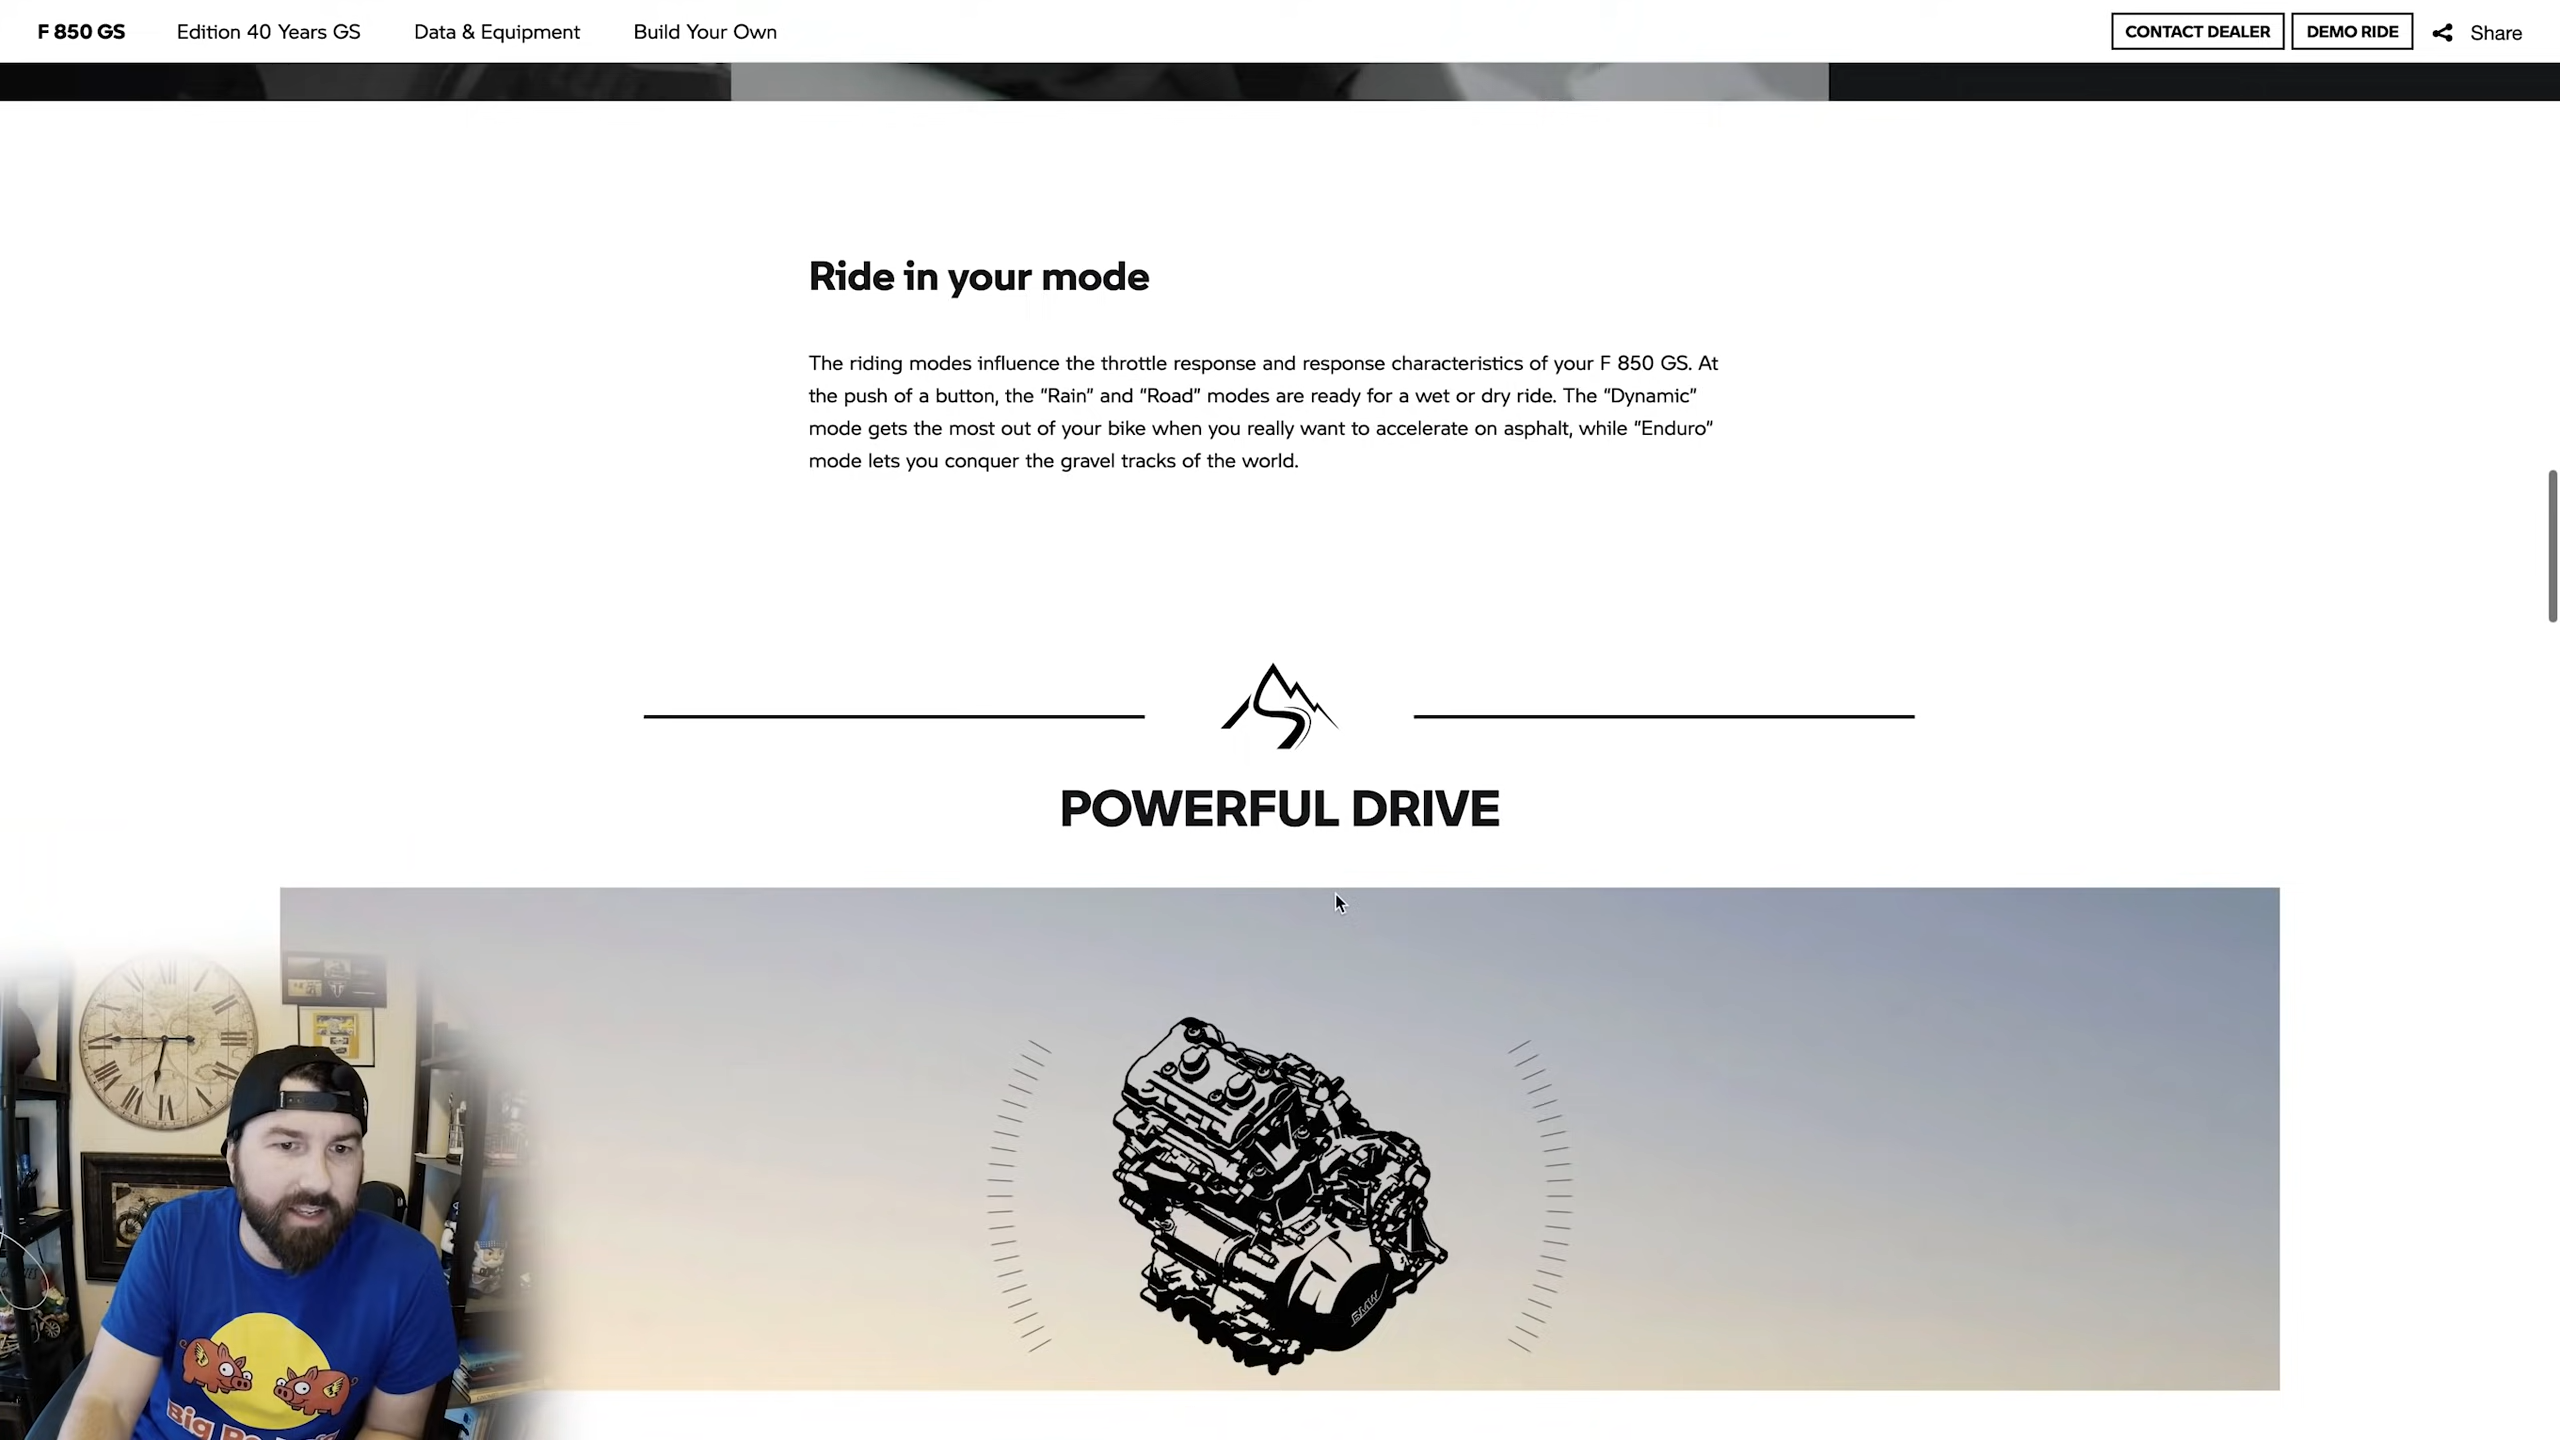 F 850 GS
Edition 40 Years GS
Data & Equipment
Build Your Own
CONTACT DEALER
DEMO RIDE
Share
Ride in your mode
The riding modes influence the throttle response and response characteristics of your F 850 GS. At
the push of a button, the “Rain” and “Road” modes are ready for a wet or dry ride. The “Dynamic”
mode gets the most out of your bike when you really want to accelerate on asphalt, while “Enduro”
mode lets you conquer the gravel tracks of the world.
POWERFUL DRIVE
BMW
Big